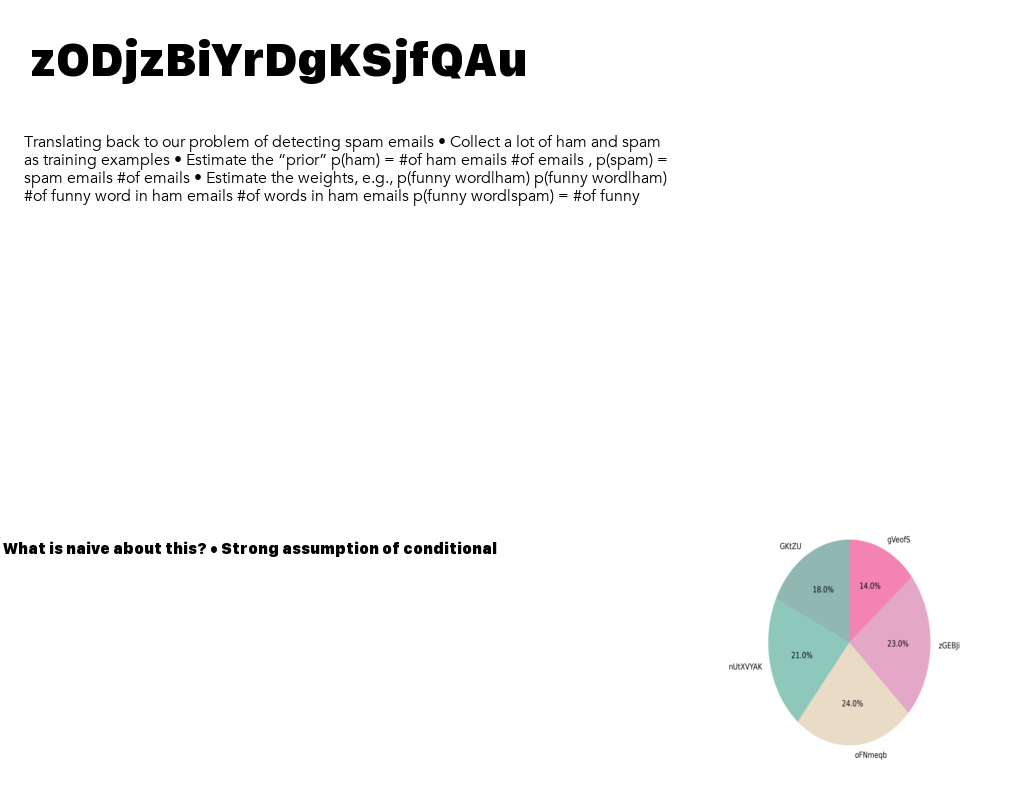 zODjzBiYrDgKSjfQAu
Translating back to our problem of detecting spam emails • Collect a lot of ham and spam
as training examples • Estimate the “prior” p(ham) = #of ham emails #of emails , p(spam) =
spam emails #of emails • Estimate the weights, e.g., p(funny wordlham) p(funny wordlham)
#of funny word in ham emails #of words in ham emails p(funny wordlspam) = #of funny
What is naive about this? • Strong assumption of conditional
GKtZU
gVeofS
18.0%
14.0%
nUtXVYAK
21.0%
23.0%
zGEBJi
24.0%
oFNmeqb